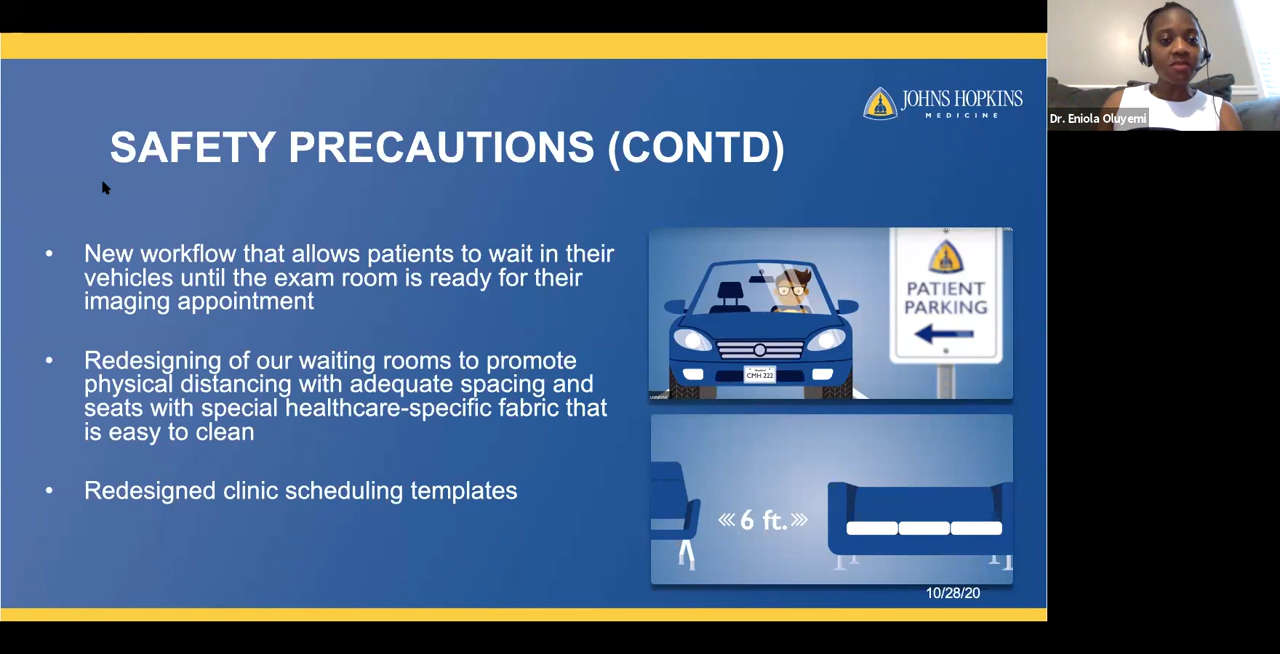 JOHNS HOPKINS
MEDICINE
Dr. Eniola Oluyemi
SAFETY PRECAUTIONS (CONTD)
• New workflow that allows patients to wait in their
vehicles until the exam room is ready for their
imaging appointment
• Redesigning of our waiting rooms to promote
physical distancing with adequate spacing and
seats with special healthcare-specific fabric that
is easy to clean
• Redesigned clinic scheduling templates
PATIENT
PARKING
CMH 222
6 ft.
10/28/20